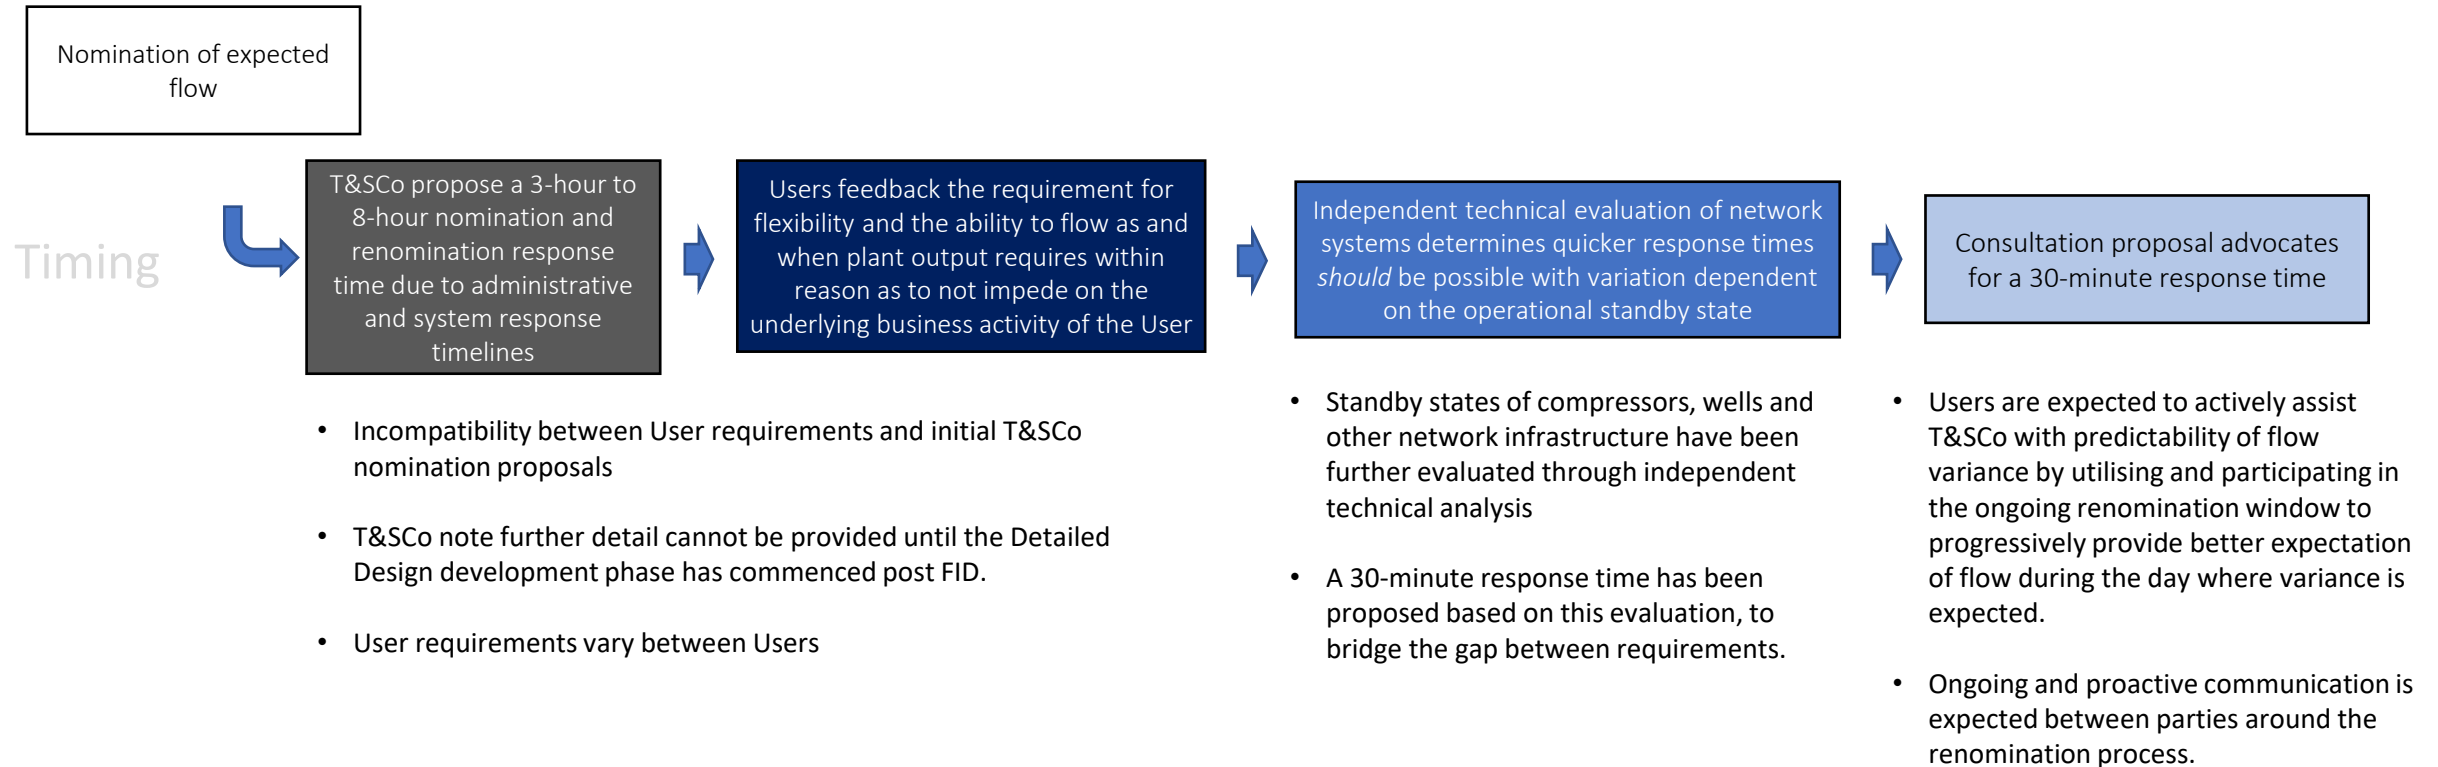 Nomination of expected
flow
Timing
T&SCo propose a 3-hour to
8-hour nomination and
renomination response
time due to administrative
and system response
timelines
Users feedback the requirement for
flexibility and the ability to flow as and
when plant output requires within
reason as to not impede on the
underlying business activity of the User
Independent technical evaluation of network
systems determines quicker response times
should be possible with variation dependent
on the operational standby state
Consultation proposal advocates
for a 30-minute response time
• Incompatibility between User requirements and initial T&SCo
nomination proposals
• T&SCo note further detail cannot be provided until the Detailed
Design development phase has commenced post FID.
• User requirements vary between Users
• Standby states of compressors, wells and
other network infrastructure have been
further evaluated through independent
technical analysis
• A 30-minute response time has been
proposed based on this evaluation, to
bridge the gap between requirements.
• Users are expected to actively assist
T&SCo with predictability of flow
variance by utilising and participating in
the ongoing renomination window to
progressively provide better expectation
of flow during the day where variance is
expected.
• Ongoing and proactive communication is
expected between parties around the
renomination process.